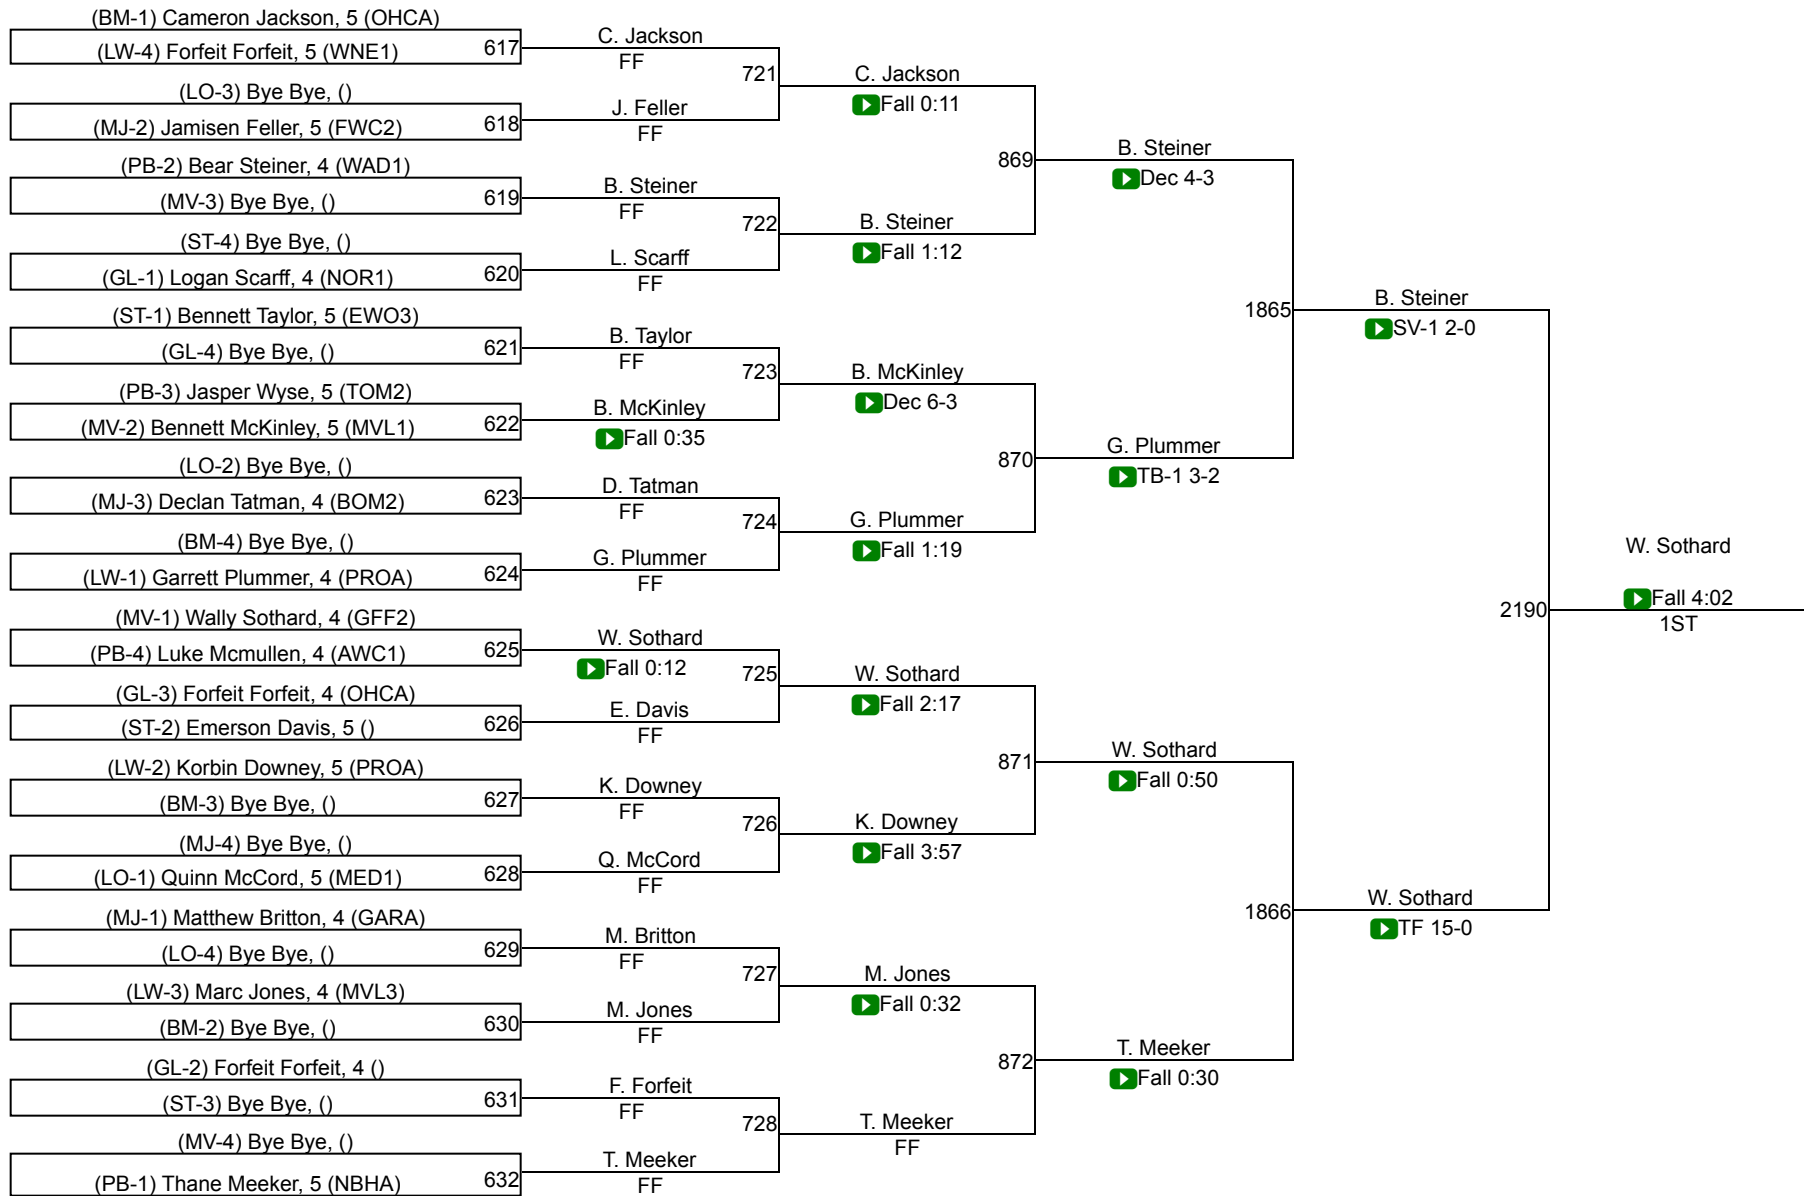 (BM-1) Cameron Jackson, 5 (OHCA)
(LW-4) Forfeit Forfeit, 5 (WNE1)
617
(LO-3) Bye Bye, ()
(MJ-2) Jamisen Feller, 5 (FWC2)
618
(PB-2) Bear Steiner, 4 (WAD1)
(MV-3) Bye Bye, ()
619
(ST-4) Bye Bye, ()
(GL-1) Logan Scarff, 4 (NOR1)
620
(ST-1) Bennett Taylor, 5 (EWO3)
(GL-4) Bye Bye, ()
621
(PB-3) Jasper Wyse, 5 (TOM2)
(MV-2) Bennett McKinley, 5 (MVL1)
622
(LO-2) Bye Bye, ()
(MJ-3) Declan Tatman, 4 (BOM2)
623
(BM-4) Bye Bye, ()
(LW-1) Garrett Plummer, 4 (PROA)
624
(MV-1) Wally Sothard, 4 (GFF2)
(PB-4) Luke Mcmullen, 4 (AWC1)
625
(GL-3) Forfeit Forfeit, 4 (OHCA)
(ST-2) Emerson Davis, 5 ()
626
(LW-2) Korbin Downey, 5 (PROA)
(BM-3) Bye Bye, ()
627
(MJ-4) Bye Bye, ()
(LO-1) Quinn McCord, 5 (MED1)
628
(MJ-1) Matthew Britton, 4 (GARA)
(LO-4) Bye Bye, ()
629
(LW-3) Marc Jones, 4 (MVL3)
(BM-2) Bye Bye, ()
630
(GL-2) Forfeit Forfeit, 4 ()
(ST-3) Bye Bye, ()
631
(MV-4) Bye Bye, ()
(PB-1) Thane Meeker, 5 (NBHA)
632
C. Jackson
FF
721
J. Feller
FF
B. Steiner
FF
722
L. Scarff
FF
B. Taylor
FF
723
B. McKinley
Fall 0:35
D. Tatman
FF
724
G. Plummer
FF
W. Sothard
Fall 0:12
725
E. Davis
FF
K. Downey
FF
726
Q. McCord
FF
M. Britton
FF
727
M. Jones
FF
F. Forfeit
FF
728
T. Meeker
FF
C. Jackson
Fall 0:11
869
B. Steiner
Fall 1:12
B. McKinley
Dec 6-3
870
G. Plummer
Fall 1:19
W. Sothard
Fall 2:17
871
K. Downey
Fall 3:57
M. Jones
Fall 0:32
872
T. Meeker
FF
B. Steiner
Dec 4-3
1865
G. Plummer
TB-1 3-2
W. Sothard
Fall 0:50
1866
T. Meeker
Fall 0:30
B. Steiner
SV-1 2-0
2190
W. Sothard
TF 15-0
W. Sothard
Fall 4:02
1ST